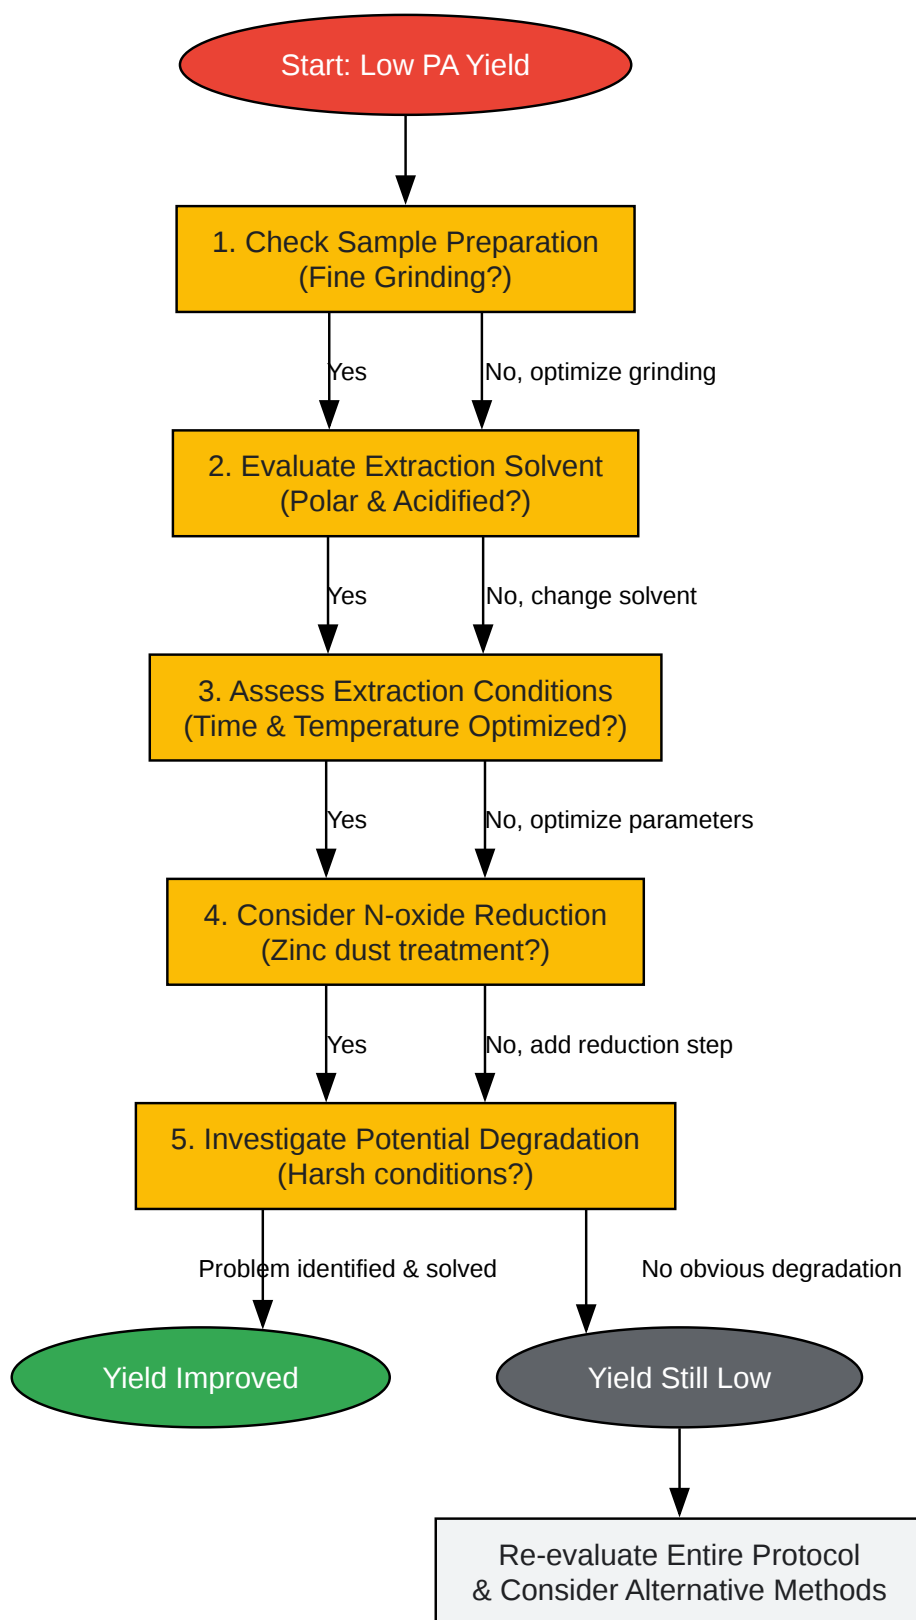 Start: Low PA Yield
1. Check Sample Preparation
(Fine Grinding?)
Yes
No, optimize grinding
2. Evaluate Extraction Solvent
(Polar & Acidified?)
Yes
No, change solvent
3. Assess Extraction Conditions
(Time & Temperature Optimized?)
Yes
No, optimize parameters
4. Consider N-oxide Reduction
(Zinc dust treatment?)
Yes
No, add reduction step
5. Investigate Potential Degradation
(Harsh conditions?)
Problem identified & solved
No obvious degradation
Yield Improved
Yield Still Low
Re-evaluate Entire Protocol
& Consider Alternative Methods